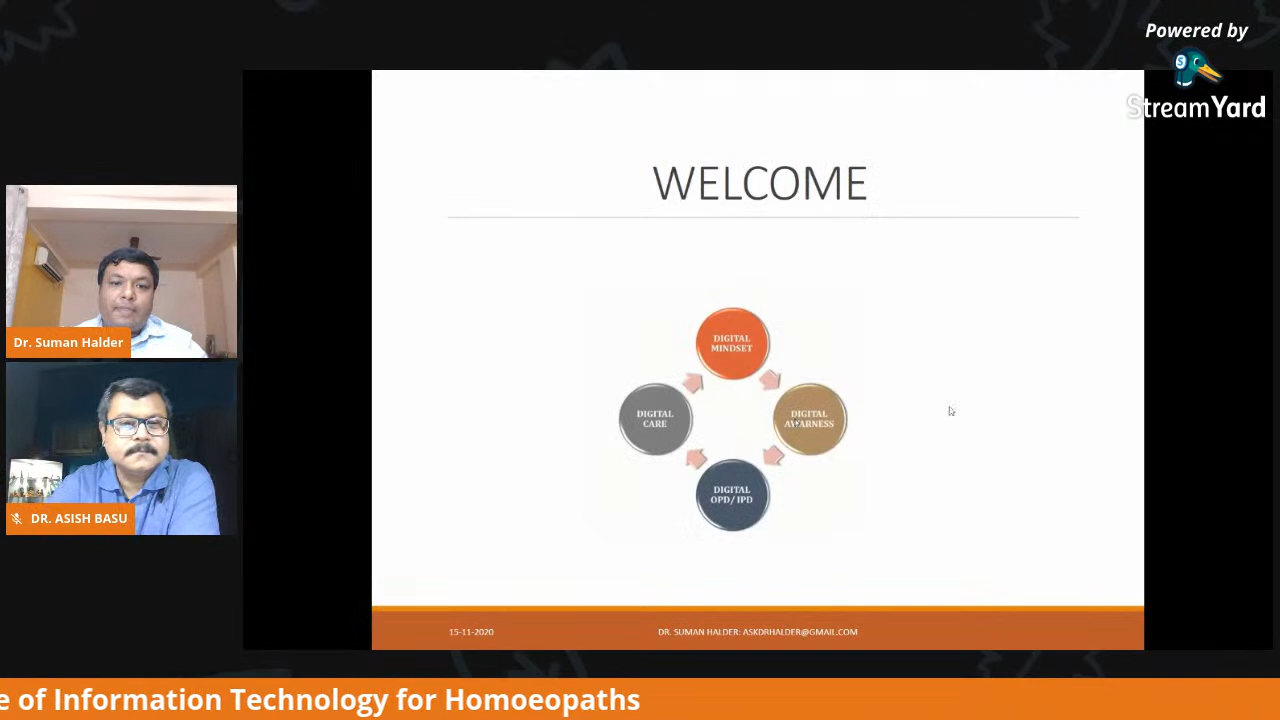 Powered by
StreamYard
WELCOME
DIGITAL
MINDSET
DIGITAL
CARE
DIGITAL
AWARNESS
DIGITAL
OPD/IPD
Dr. Suman Halder
DR. ASISH BASU
15-11-2020
DR. SUMAN HALDER: ASKDRHALDER@GMAIL.COM
e of Information Technology for Homoeopaths